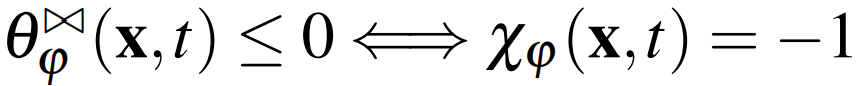 θ_φ^⋈(𝐱,t) ≤ 0 ⟺ χ_φ(𝐱,t) = −1